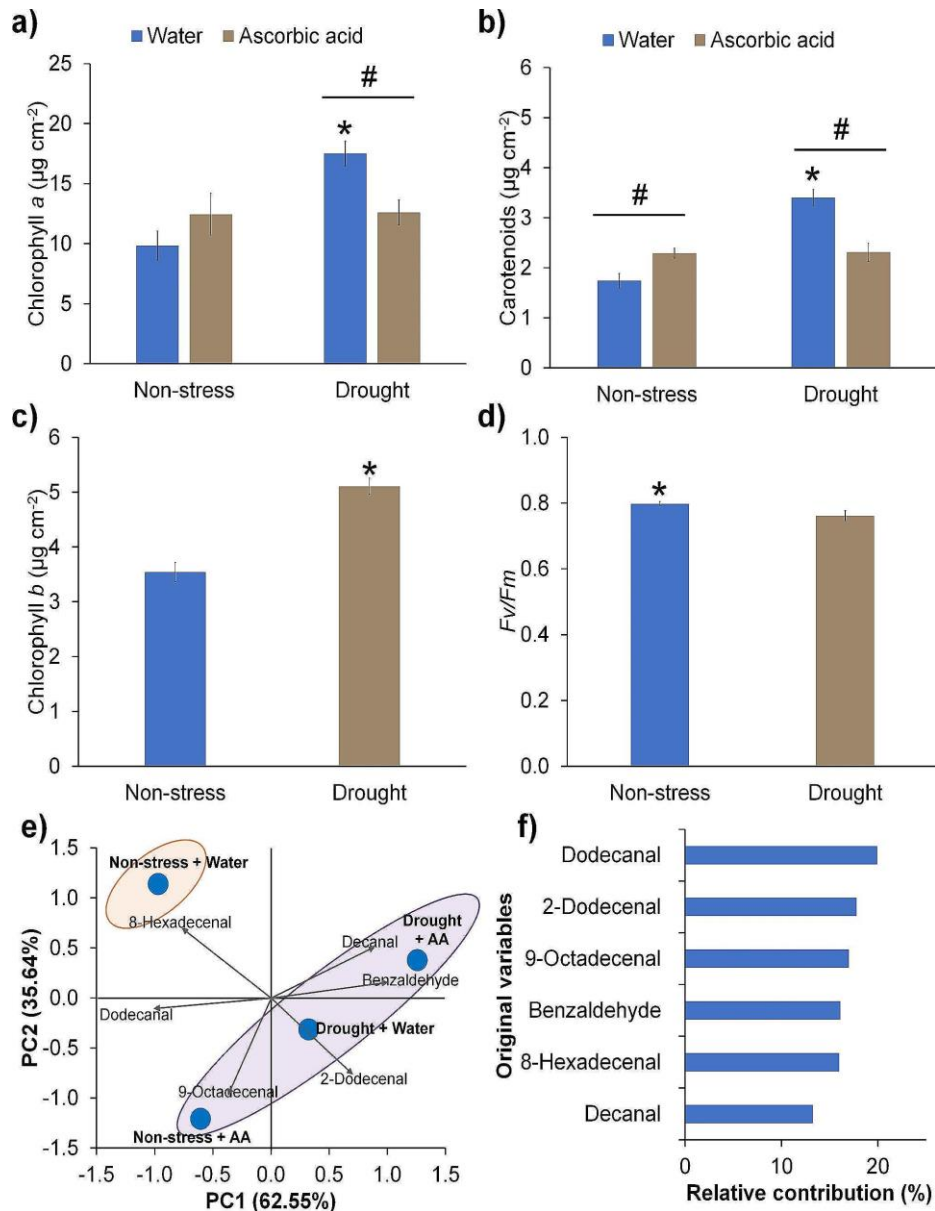 a)
Water
Ascorbic acid
Chlorophyll a (µg cm⁻²)
25
20
15
10
5
0
#
*
Non-stress
Drought
b)
Water
Ascorbic acid
Carotenoids (µg cm⁻²)
6
5
4
3
2
1
0
#
#
*
Non-stress
Drought
c)
Chlorophyll b (µg cm⁻²)
6
5
4
3
2
1
0
*
Non-stress
Drought
d)
Fv/Fm
1.0
0.8
0.6
0.4
0.2
0.0
*
Non-stress
Drought
e)
PC2 (35.64%)
1.5
1.0
0.5
0.0
-0.5
-1.0
-1.5
Non-stress + Water
8-Hexadecenal
Drought
+ AA
Decanal
Benzaldehyde
Dodecanal
Drought + Water
2-Dodecenal
9-Octadecenal
Non-stress + AA
-1.5
-1.0
-0.5
0.0
0.5
1.0
1.5
PC1 (62.55%)
f)
Original variables
Dodecanal
2-Dodecenal
9-Octadecenal
Benzaldehyde
8-Hexadecenal
Decanal
0
10
20
Relative contribution (%)